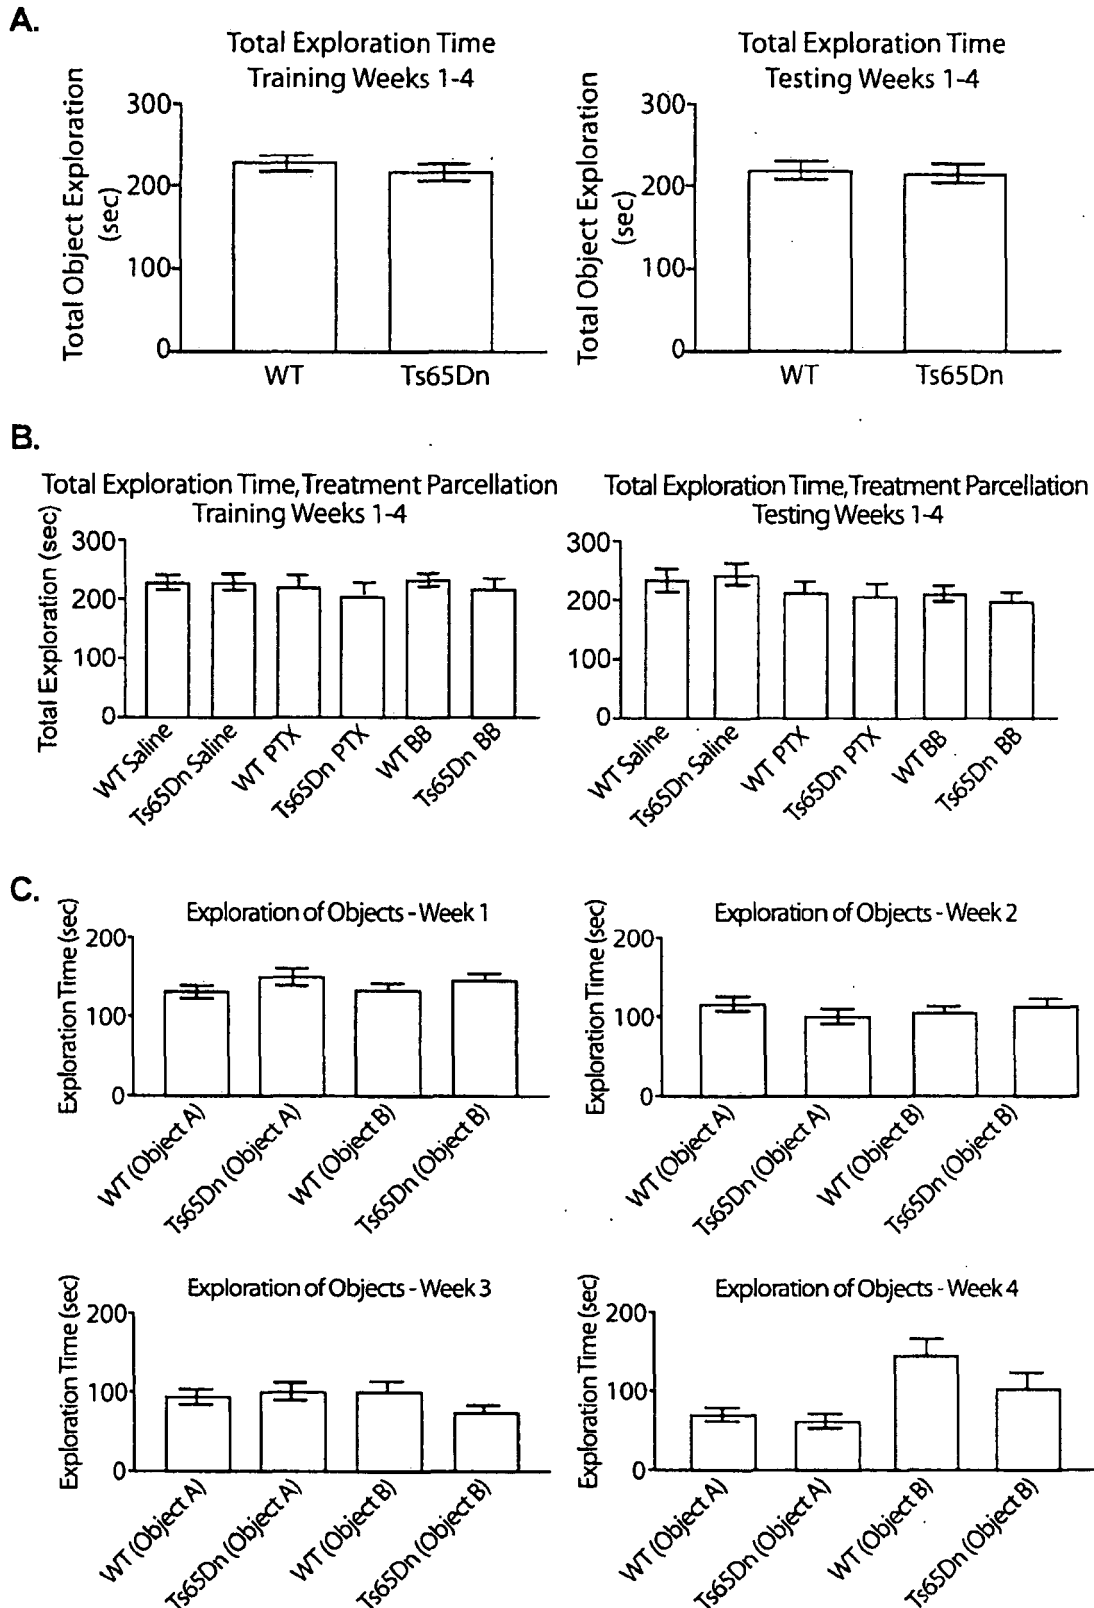 A.
Total Exploration Time
Training Weeks 1-4
Total Object Exploration
(sec)
300
200
100
0
WT
Ts65Dn
Total Exploration Time
Testing Weeks 1-4
Total Object Exploration
(sec)
300
200
100
0
WT
Ts65Dn
B.
Total Exploration Time, Treatment Parcellation
Training Weeks 1-4
Total Exploration (sec)
300
200
100
0
WT Saline
Ts65Dn Saline
WT PTX
Ts65Dn PTX
WT BB
Ts65Dn BB
Total Exploration Time, Treatment Parcellation
Testing Weeks 1-4
300
200
100
0
WT Saline
Ts65Dn Saline
WT PTX
Ts65Dn PTX
WT BB
Ts65Dn BB
C.
Exploration of Objects - Week 1
Exploration Time (sec)
200
100
0
WT (Object A)
Ts65Dn (Object A)
WT (Object B)
Ts65Dn (Object B)
Exploration of Objects - Week 2
Exploration Time (sec)
200
100
0
WT (Object A)
Ts65Dn (Object A)
WT (Object B)
Ts65Dn (Object B)
Exploration of Objects - Week 3
Exploration Time (sec)
200
100
0
WT (Object A)
Ts65Dn (Object A)
WT (Object B)
Ts65Dn (Object B)
Exploration of Objects - Week 4
Exploration Time (sec)
200
100
0
WT (Object A)
Ts65Dn (Object A)
WT (Object B)
Ts65Dn (Object B)